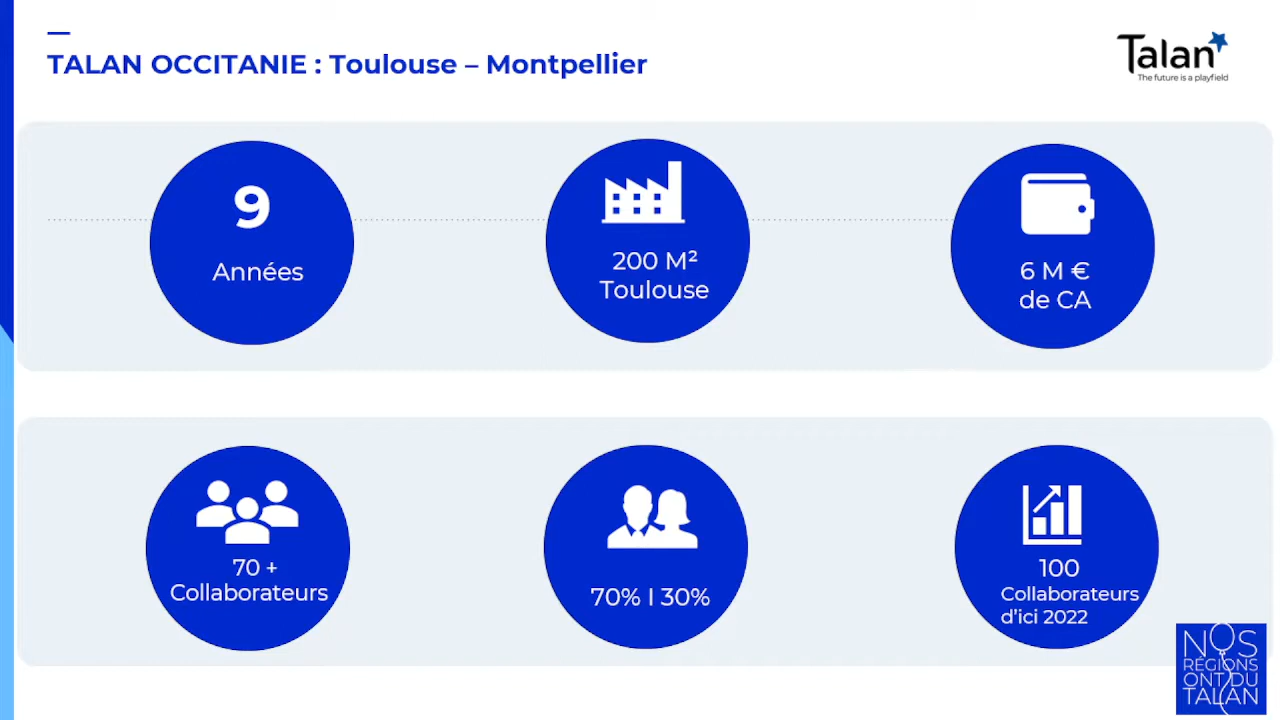 TALAN OCCITANIE : Toulouse – Montpellier
Talan
The future is a playfield
9
Années
200 M²
Toulouse
6 M €
de CA
70 +
Collaborateurs
70% I 30%
100
Collaborateurs
d'ici 2022
NOS
RÉGIONS
ONT DU
TALAN